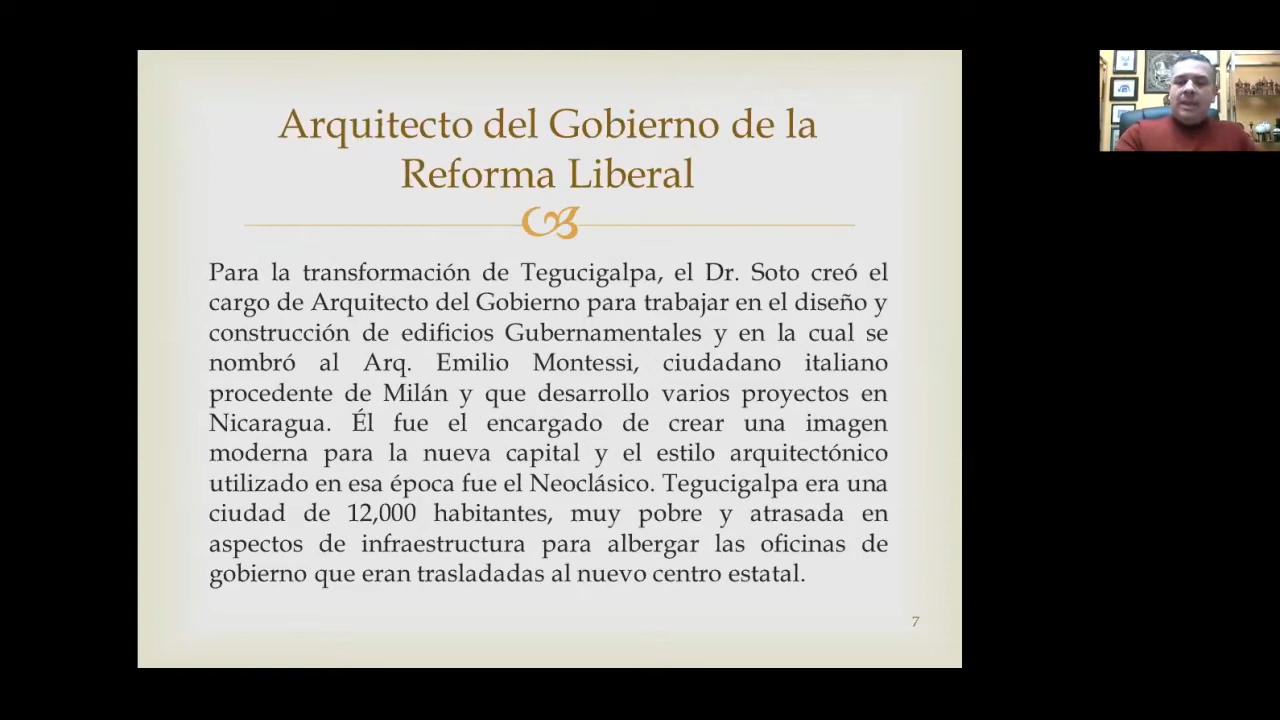 Arquitecto del Gobierno de la
Reforma Liberal
Para la transformación de Tegucigalpa, el Dr. Soto creó el
cargo de Arquitecto del Gobierno para trabajar en el diseño y
construcción de edificios Gubernamentales y en la cual se
nombró al Arq. Emilio Montessi, ciudadano italiano
procedente de Milán y que desarrollo varios proyectos en
Nicaragua. Él fue el encargado de crear una imagen
moderna para la nueva capital y el estilo arquitectónico
utilizado en esa época fue el Neoclásico. Tegucigalpa era una
ciudad de 12,000 habitantes, muy pobre y atrasada en
aspectos de infraestructura para albergar las oficinas de
gobierno que eran trasladadas al nuevo centro estatal.
7